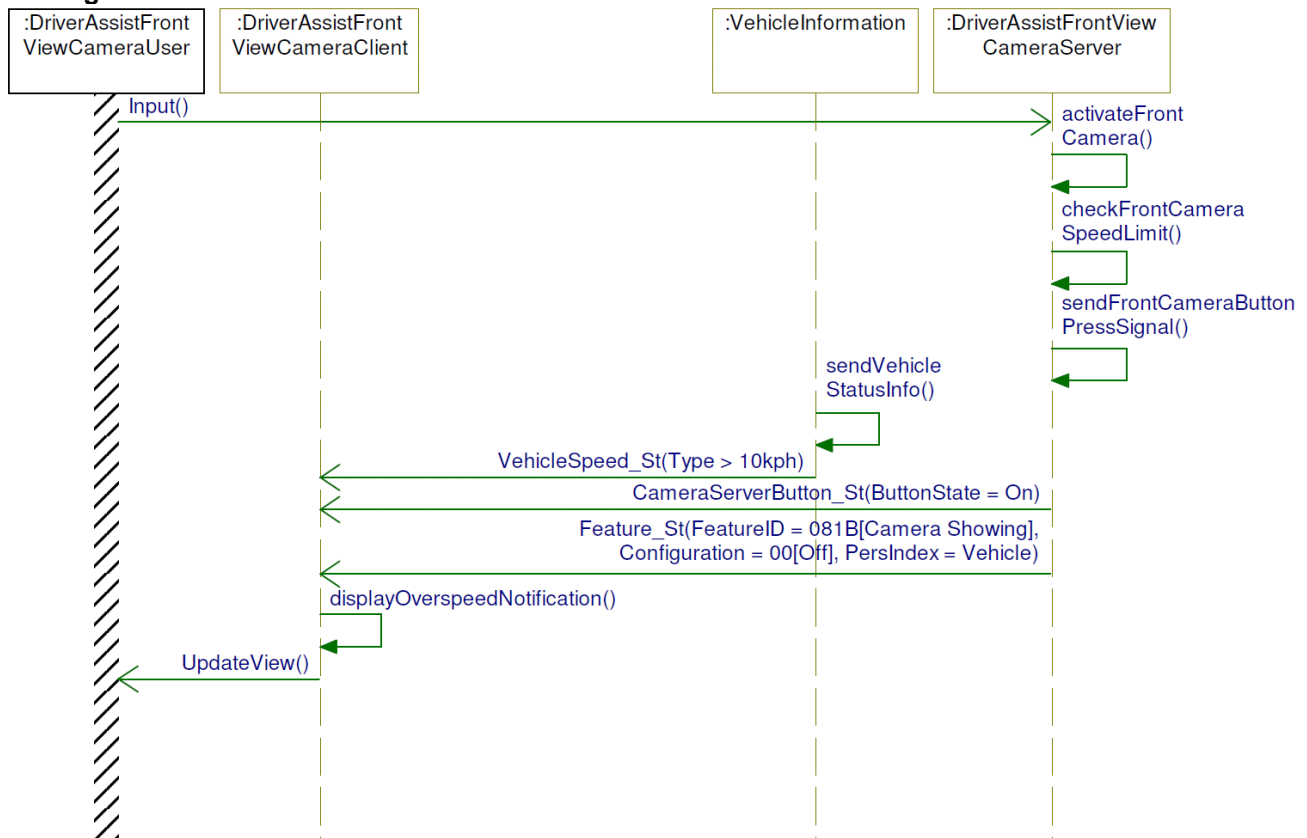 :DriverAssistFront
ViewCameraUser
:DriverAssistFront
ViewCameraClient
:VehicleInformation
:DriverAssistFrontView
CameraServer
Input()
activateFront
Camera()
checkFrontCamera
SpeedLimit()
sendFrontCameraButton
PressSignal()
sendVehicle
StatusInfo()
VehicleSpeed_St(Type > 10kph)
CameraServerButton_St(ButtonState = On)
Feature_St(FeatureID = 081B[Camera Showing],
Configuration = 00[Off], PersIndex = Vehicle)
displayOverspeedNotification()
UpdateView()